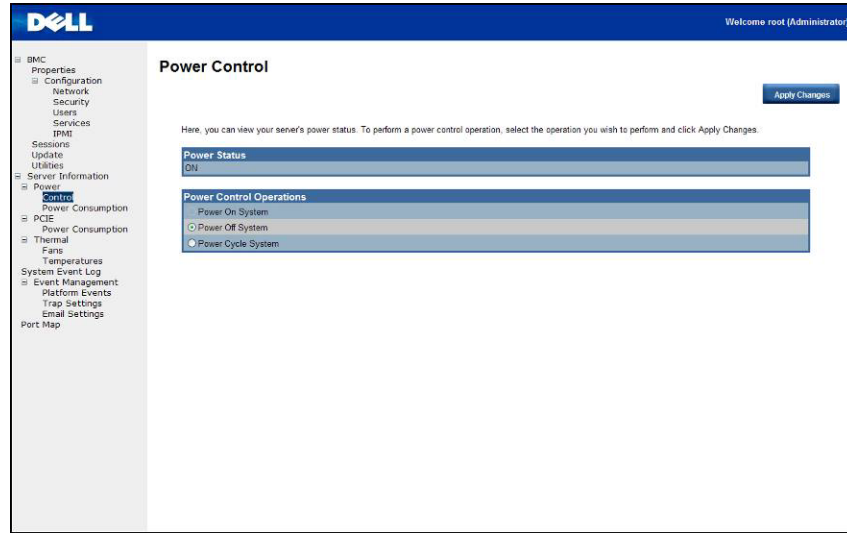 DELL
Welcome root (Administrator)
BMC
Properties
Configuration
Network
Security
Users
Services
IPMI
Sessions
Update
Utilities
Server Information
Power
Control
Power Consumption
PCIE
Power Consumption
Thermal
Fans
Temperatures
System Event Log
Event Management
Platform Events
Trap Settings
Email Settings
Port Map
Power Control
Apply Changes
Here, you can view your server's power status. To perform a power control operation, select the operation you wish to perform and click Apply Changes.
Power Status
ON
Power Control Operations
Power On System
Power Off System
Power Cycle System